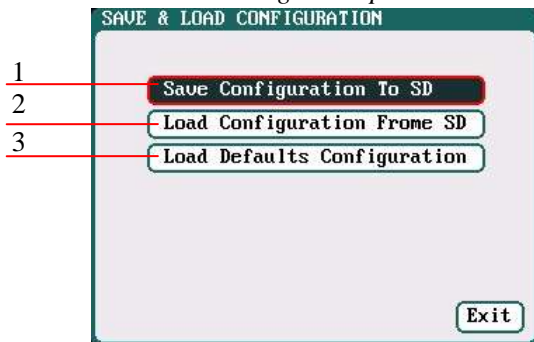 SAVE & LOAD CONFIGURATION
1
Save Configuration To SD
2
Load Configuration Frome SD
3
Load Defaults Configuration
Exit